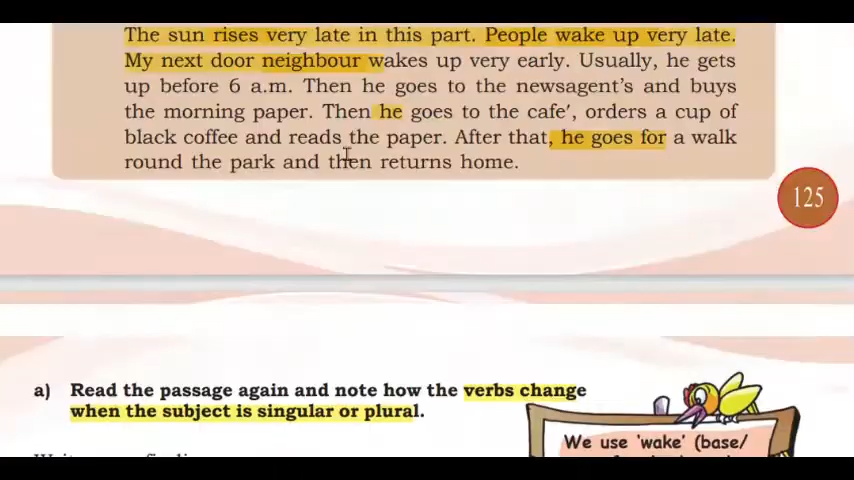 The sun rises very late in this part. People wake up very late.
My next door neighbour wakes up very early. Usually, he gets
up before 6 a.m. Then he goes to the newsagent's and buys
the morning paper. Then he goes to the cafe′, orders a cup of
black coffee and reads the paper. After that, he goes for a walk
round the park and then returns home.
125
a) Read the passage again and note how the verbs change
when the subject is singular or plural.
We use 'wake' (base/